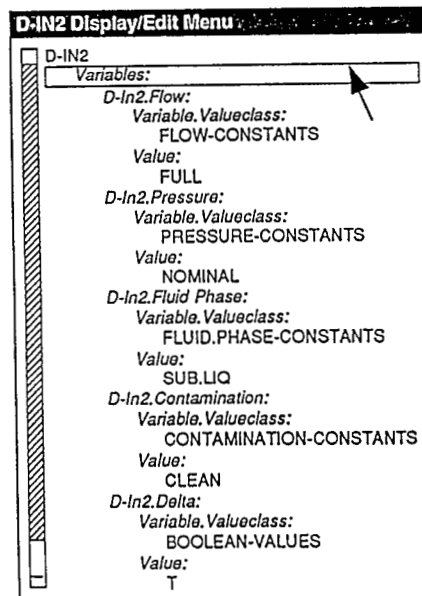 D-IN2 Display/Edit Menu
D-IN2
Variables:
D-In2.Flow:
Variable.Valueclass:
FLOW-CONSTANTS
Value:
FULL
D-In2.Pressure:
Variable.Valueclass:
PRESSURE-CONSTANTS
Value:
NOMINAL
D-In2.Fluid Phase:
Variable.Valueclass:
FLUID.PHASE-CONSTANTS
Value:
SUB.LIQ
D-In2.Contamination:
Variable.Valueclass:
CONTAMINATION-CONSTANTS
Value:
CLEAN
D-In2.Delta:
Variable.Valueclass:
BOOLEAN-VALUES
Value:
T